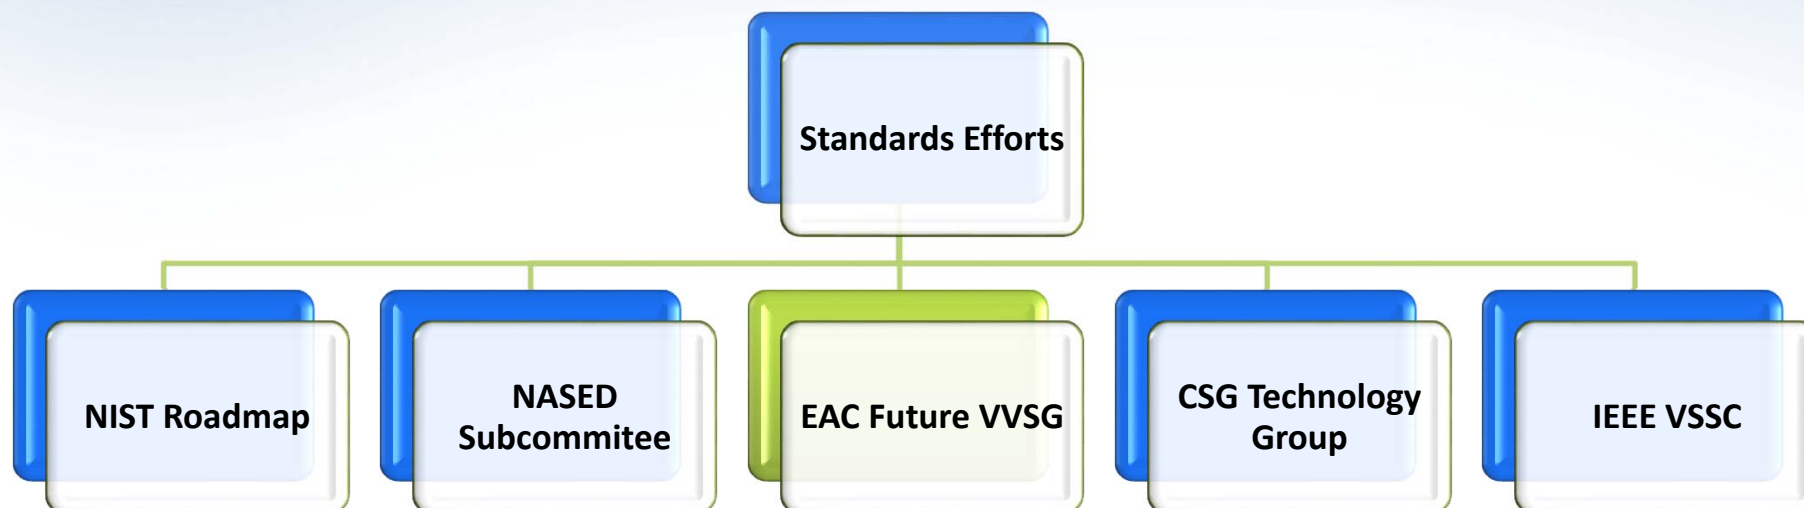 Standards Efforts
NIST Roadmap
NASED
Subcommitee
EAC Future VVSG
CSG Technology
Group
IEEE VSSC